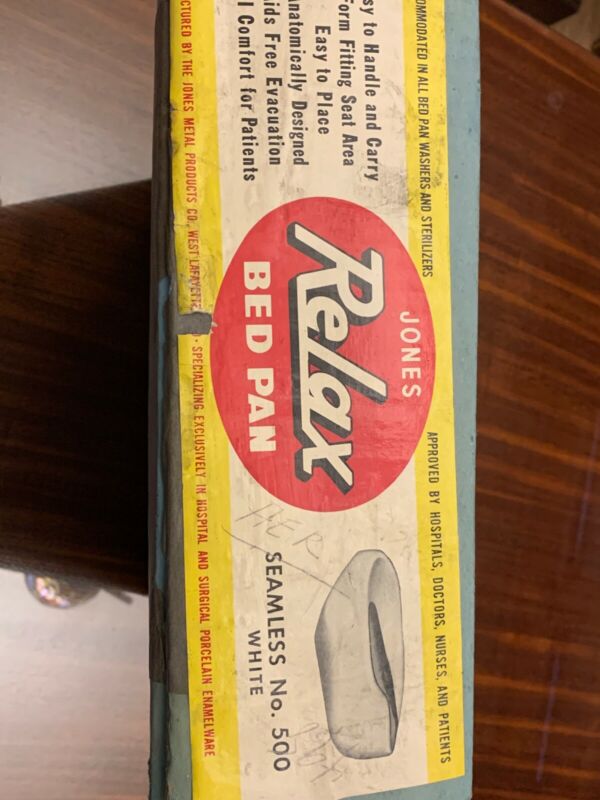 OMMODATED IN ALL BED PAN WASHERS AND STERILIZERS
APPROVED BY HOSPITALS, DOCTORS, NURSES, AND PATIENTS
sy to Handle and Carry
orm Fitting Seat Area
Easy to Place
natomically Designed
ids Free Evacuation
l Comfort for Patients
JONES
Relax
BED PAN
HER
SEAMLESS No. 500
WHITE
CTURED BY THE JONES METAL PRODUCTS CO. WEST LAFAYETTE
SPECIALIZING EXCLUSIVELY IN HOSPITAL AND SURGICAL PORCELAIN ENAMELWARE